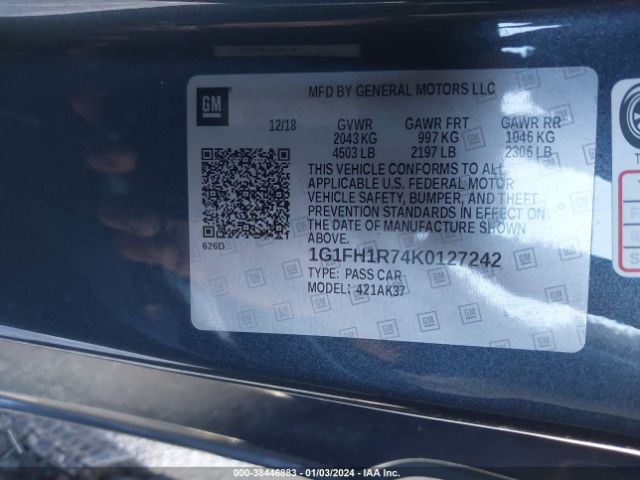 GM
MFD BY GENERAL MOTORS LLC
12/18 GVWR GAWR FRT GAWR RR
2043 KG 997 KG 1046 KG
4503 LB 2197 LB 2306 LB
THIS VEHICLE CONFORMS TO ALL
APPLICABLE U.S. FEDERAL MOTOR
VEHICLE SAFETY, BUMPER, AND THEFT
PREVENTION STANDARDS IN EFFECT ON
THE DATE OF MANUFACTURE SHOWN
ABOVE.
626D
1G1FH1R74K0127242
TYPE: PASS CAR
MODEL: 421AK37
00-38446883 - 01/03/2024 - IAA Inc.